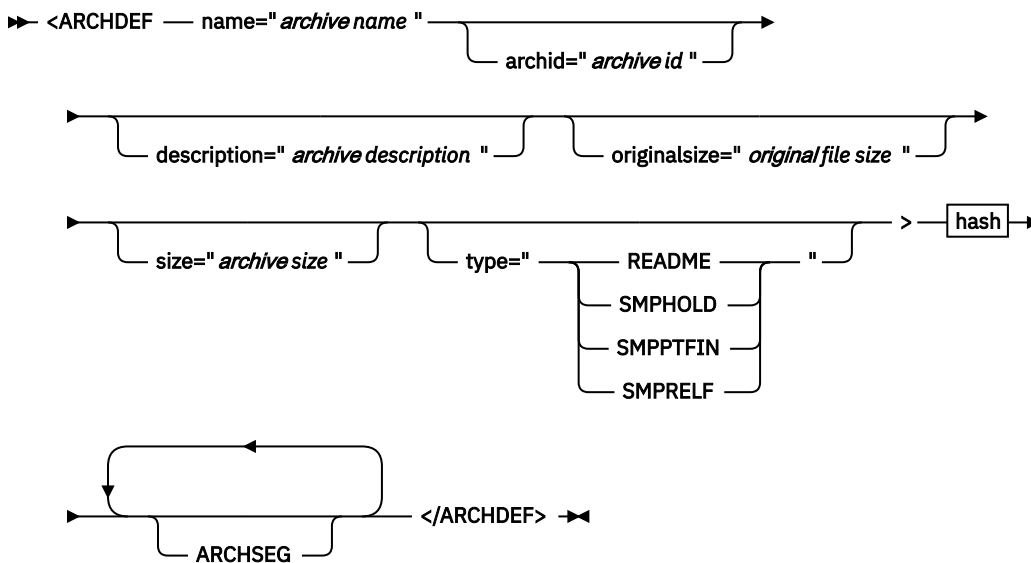 <ARCHDEF name="archive name"
archid="archive id"
description="archive description"
originalsize="original file size"
size="archive size"
type=" README "
SMPHOLD
SMPPTFIN
SMPRELF
> hash
ARCHSEG
</ARCHDEF>